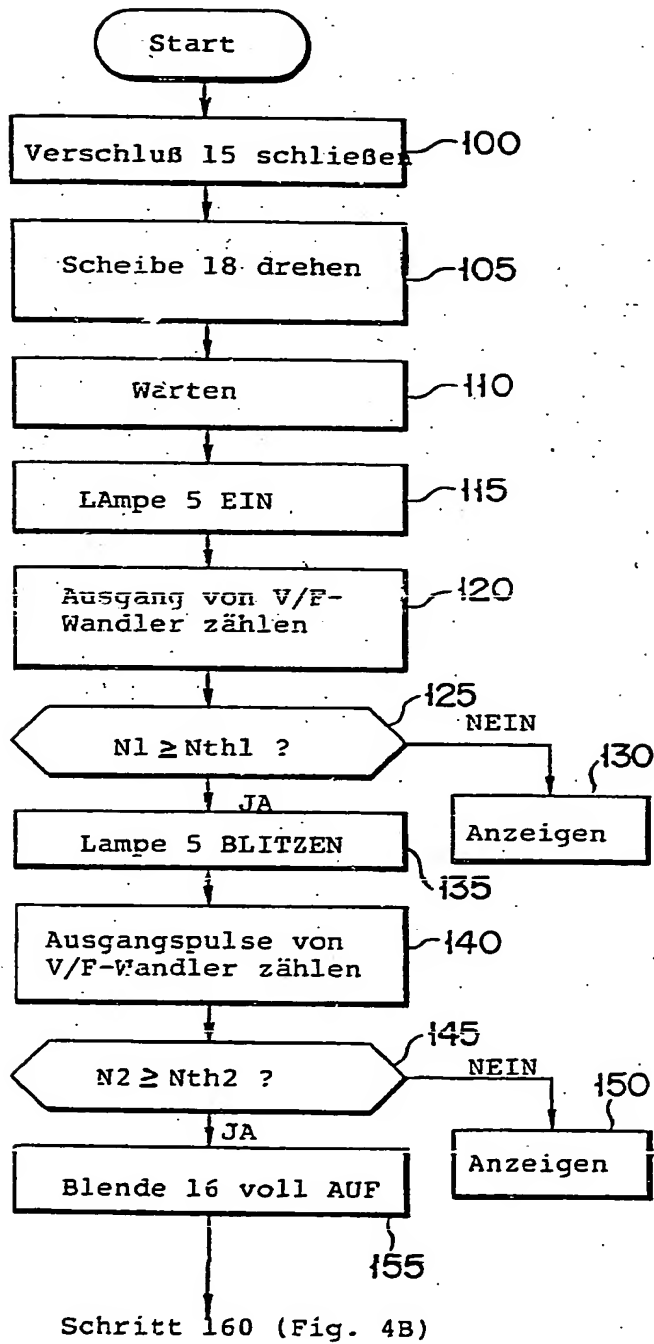 Start
Verschluß 15 schließen
100
Scheibe 18 drehen
105
Warten
110
LAmpe 5 EIN
115
Ausgang von V/F-
Wandler zählen
120
125
N1 ≥ Nth1 ?
NEIN
130
JA
Anzeigen
Lampe 5 BLITZEN
135
Ausgangspulse von
V/F-Wandler zählen
140
145
N2 ≥ Nth2 ?
NEIN
150
JA
Anzeigen
Blende 16 voll AUF
155
Schritt 160 (Fig. 4B)